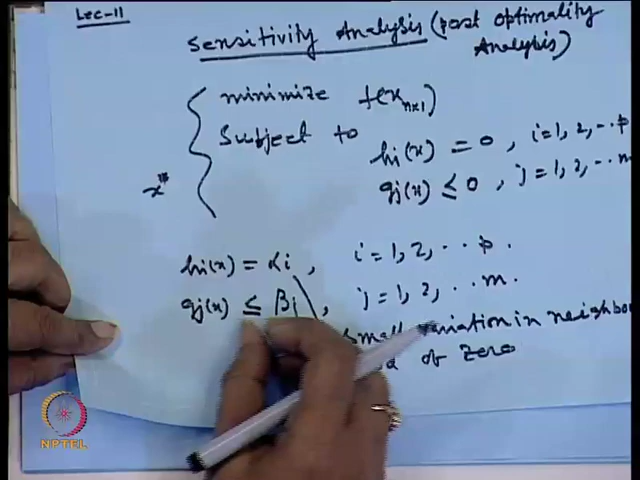 Lec-11
Sensitivity Analysis (post optimality Analysis)
minimize f(x_{n×1})
Subject to
hi(x) = 0 , i = 1, 2, ·· p
gj(x) ≤ 0 , j = 1, 2, ·· m
x*
hi(x) = αi , i = 1, 2, ·· p .
gj(x) ≤ βj , j = 1, 2, ·· m .
small variation in neighbo
of zero
NPTEL